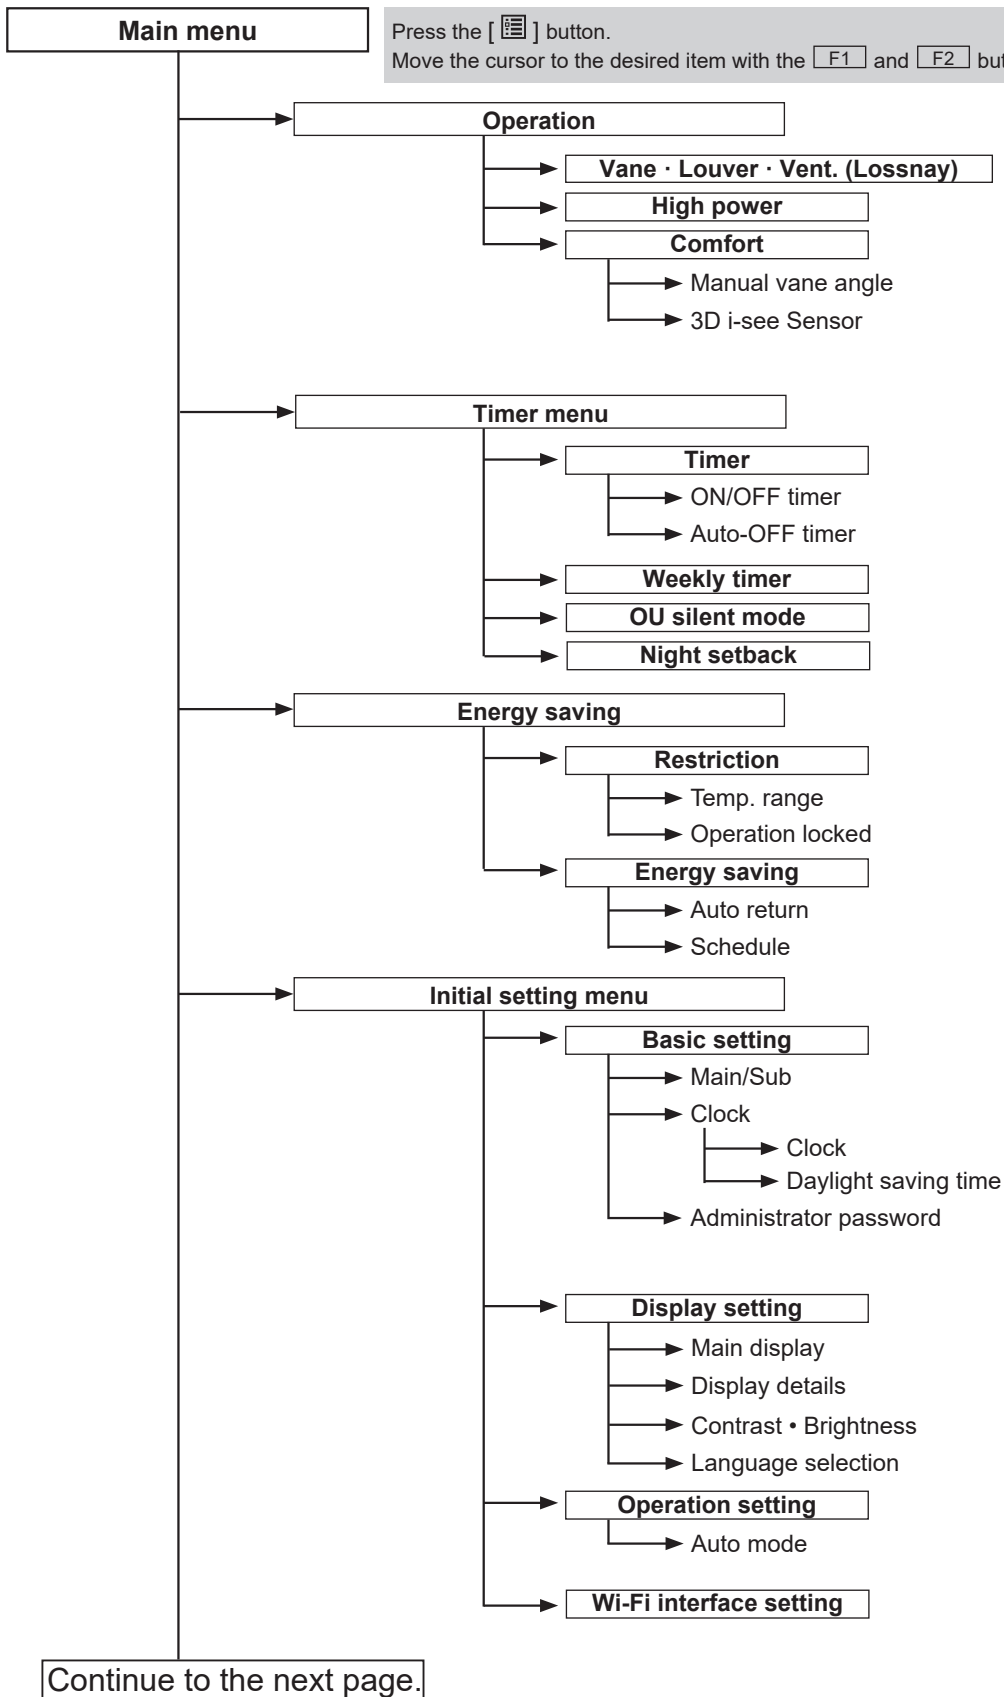 Main menu
Press the [ ] button.
Move the cursor to the desired item with the F1 and F2 but
Operation
Vane · Louver · Vent. (Lossnay)
High power
Comfort
Manual vane angle
3D i-see Sensor
Timer menu
Timer
ON/OFF timer
Auto-OFF timer
Weekly timer
OU silent mode
Night setback
Energy saving
Restriction
Temp. range
Operation locked
Energy saving
Auto return
Schedule
Initial setting menu
Basic setting
Main/Sub
Clock
Clock
Daylight saving time
Administrator password
Display setting
Main display
Display details
Contrast • Brightness
Language selection
Operation setting
Auto mode
Wi-Fi interface setting
Continue to the next page.